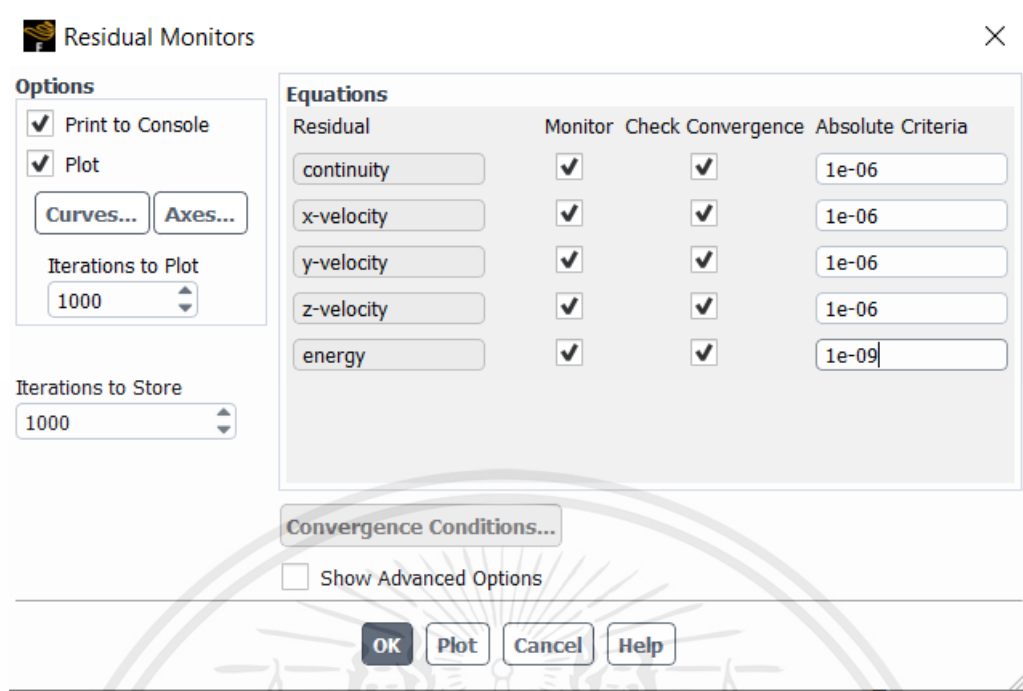 Residual Monitors
Options
Print to Console
Plot
Curves... Axes...
Iterations to Plot
1000
Iterations to Store
1000
Equations
Residual Monitor Check Convergence Absolute Criteria
continuity 1e-06
x-velocity 1e-06
y-velocity 1e-06
z-velocity 1e-06
energy 1e-09
Convergence Conditions...
Show Advanced Options
OK Plot Cancel Help